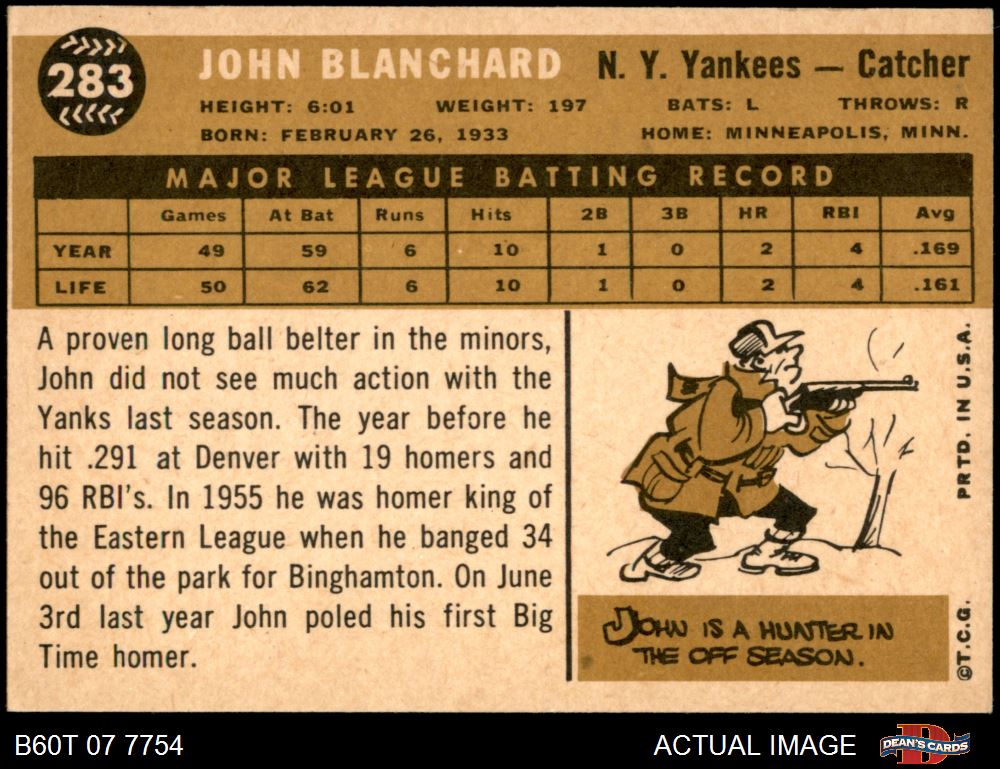 283
JOHN BLANCHARD N. Y. Yankees — Catcher
HEIGHT: 6:01 WEIGHT: 197 BATS: L THROWS: R
BORN: FEBRUARY 26, 1933 HOME: MINNEAPOLIS, MINN.
MAJOR LEAGUE BATTING RECORD
Games At Bat Runs Hits 2B 3B HR RBI Avg
YEAR 49 59 6 10 1 0 2 4 .169
LIFE 50 62 6 10 1 0 2 4 .161
A proven long ball belter in the minors,
John did not see much action with the
Yanks last season. The year before he
hit .291 at Denver with 19 homers and
96 RBI's. In 1955 he was homer king of
the Eastern League when he banged 34
out of the park for Binghamton. On June
3rd last year John poled his first Big
Time homer.
JOHN IS A HUNTER IN
THE OFF SEASON.
©T.C.G. PRTD. IN U.S.A.
B60T 07 7754 ACTUAL IMAGE DEAN'S CARDS